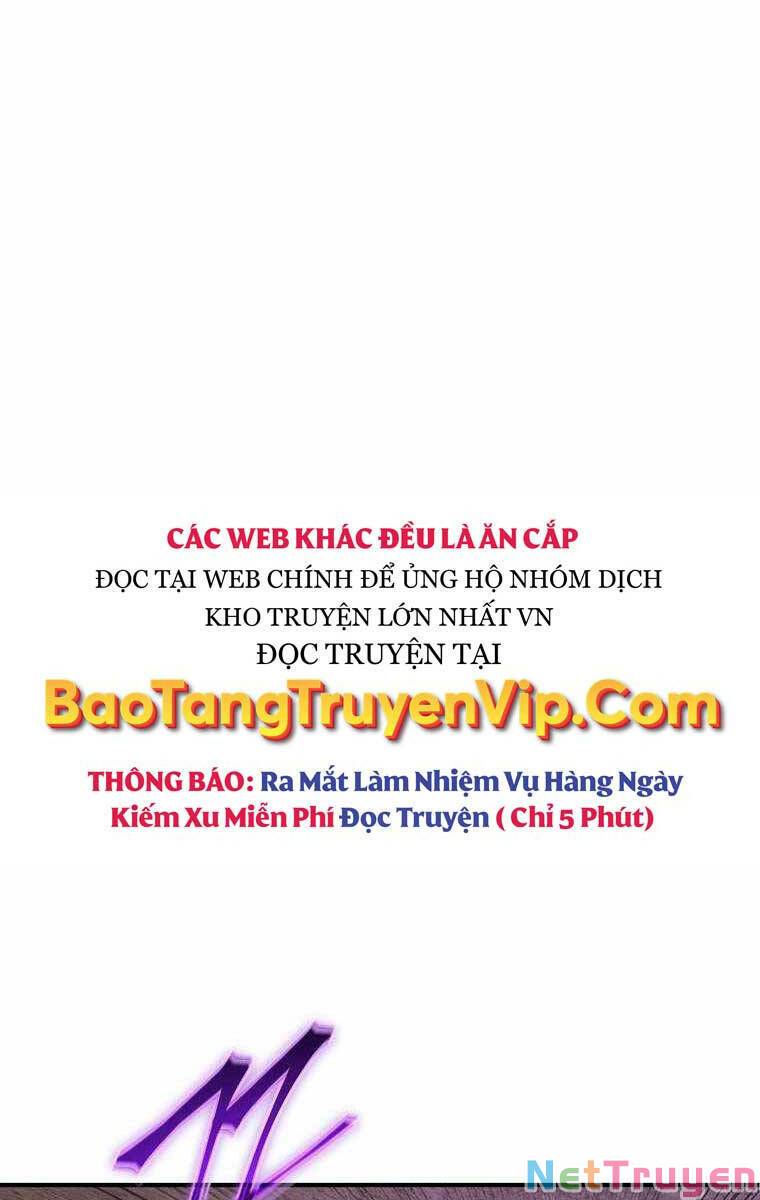 CÁC WEB KHÁC ĐỀU LÀ ĂN CẮP
ĐỌC TẠI WEB CHÍNH ĐỂ ỦNG HỘ NHÓM DỊCH
KHO TRUYỆN LỚN NHẤT VN
ĐỌC TRUYỆN TẠI
BaoTangTruyenVip.Com
THÔNG BÁO: Ra Mắt Làm Nhiệm Vụ Hàng Ngày
Kiếm Xu Miễn Phí Đọc Truyện ( Chỉ 5 Phút)
NetTruyen